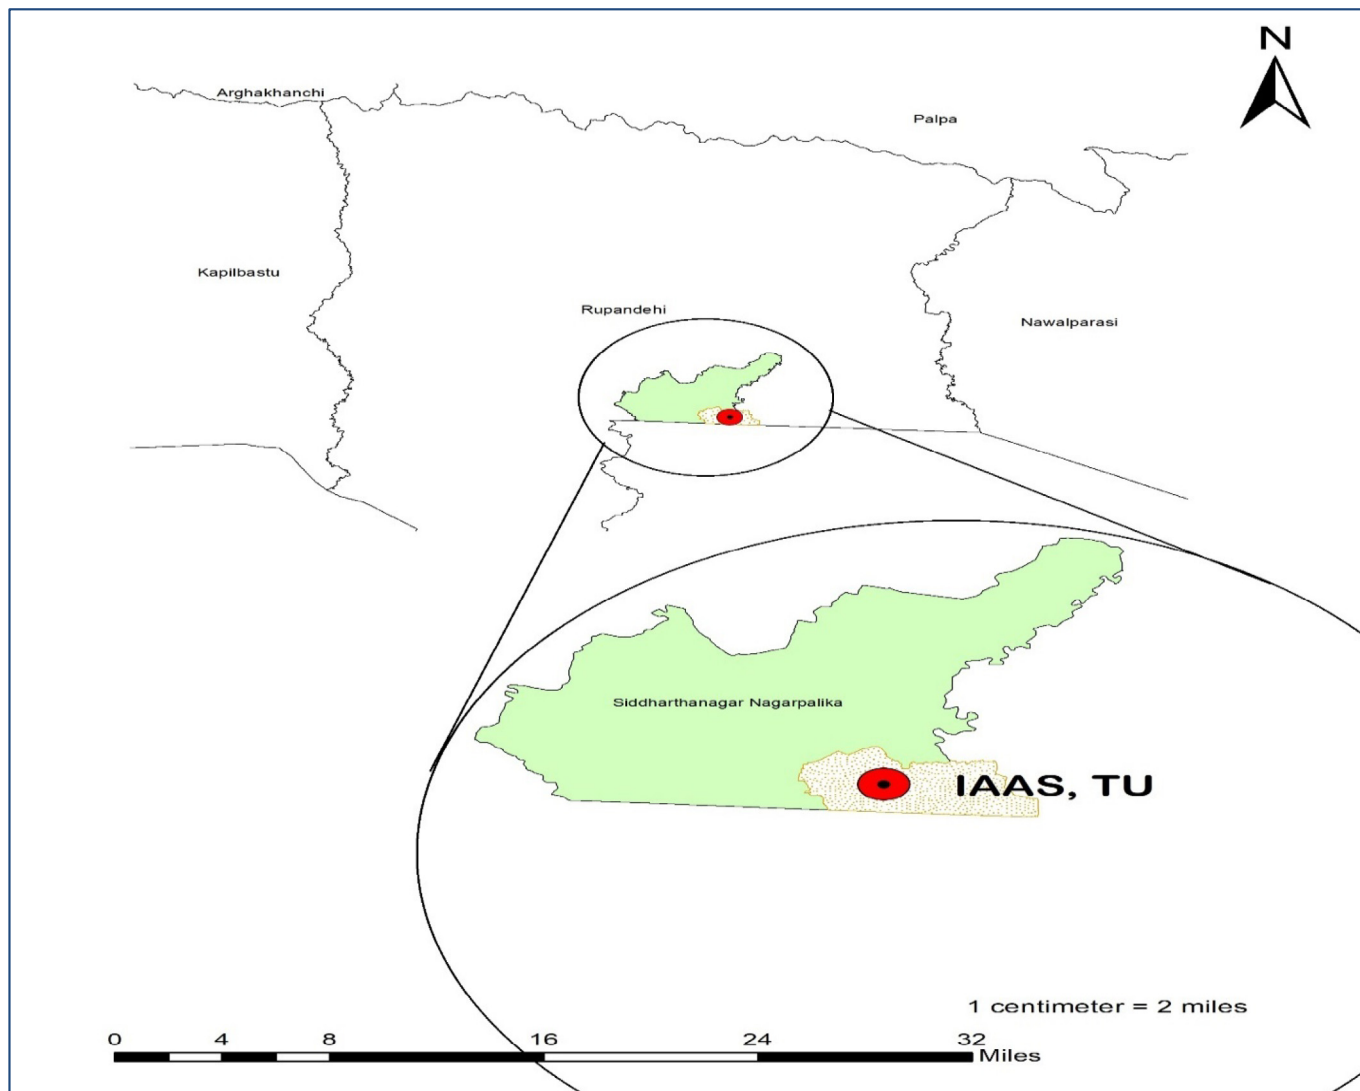 N
Arghakhanchi
Palpa
Kapilbastu
Rupandehi
Nawalparasi
Siddharthanagar Nagarpalika
IAAS, TU
1 centimeter = 2 miles
0 4 8 16 24 32
Miles